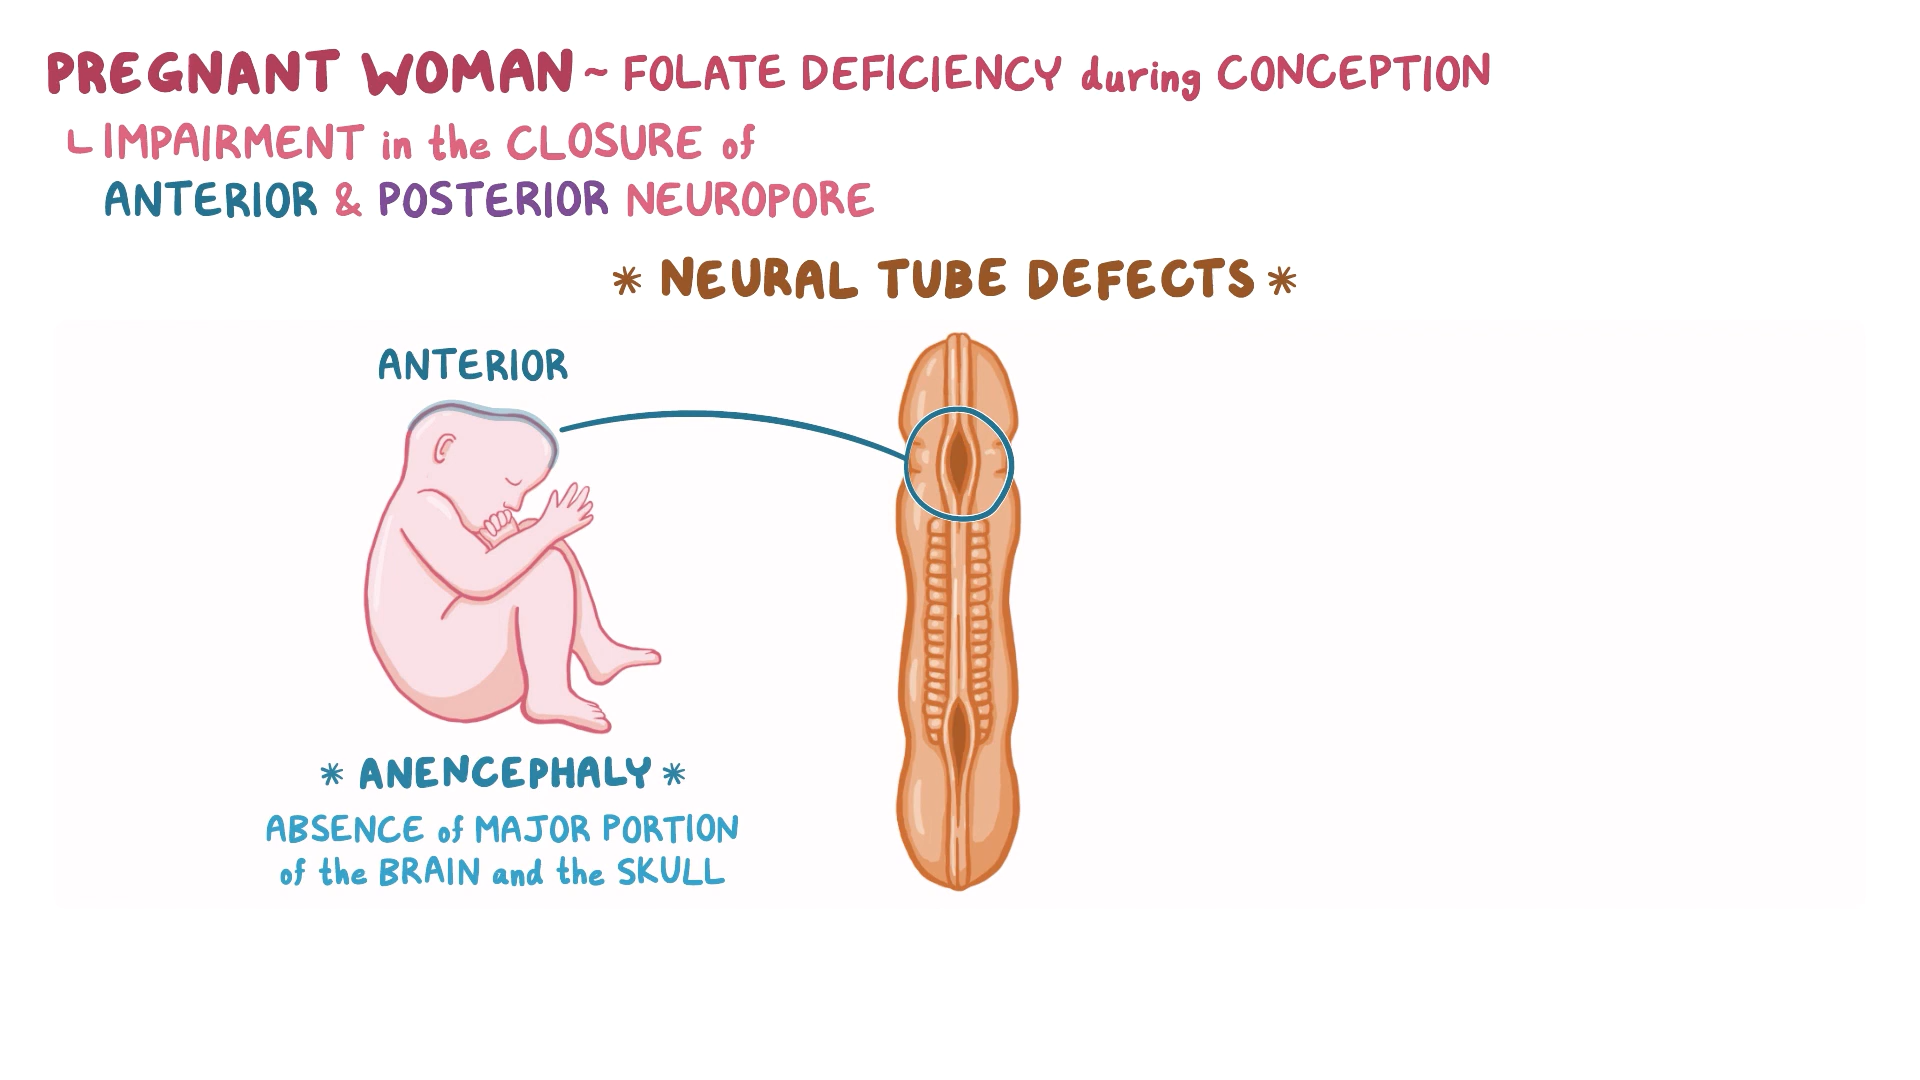 PREGNANT WOMAN ~ FOLATE DEFICIENCY during CONCEPTION
IMPAIRMENT in the CLOSURE of
ANTERIOR & POSTERIOR NEUROPORE
* NEURAL TUBE DEFECTS *
ANTERIOR
* ANENCEPHALY *
ABSENCE of MAJOR PORTION
of the BRAIN and the SKULL